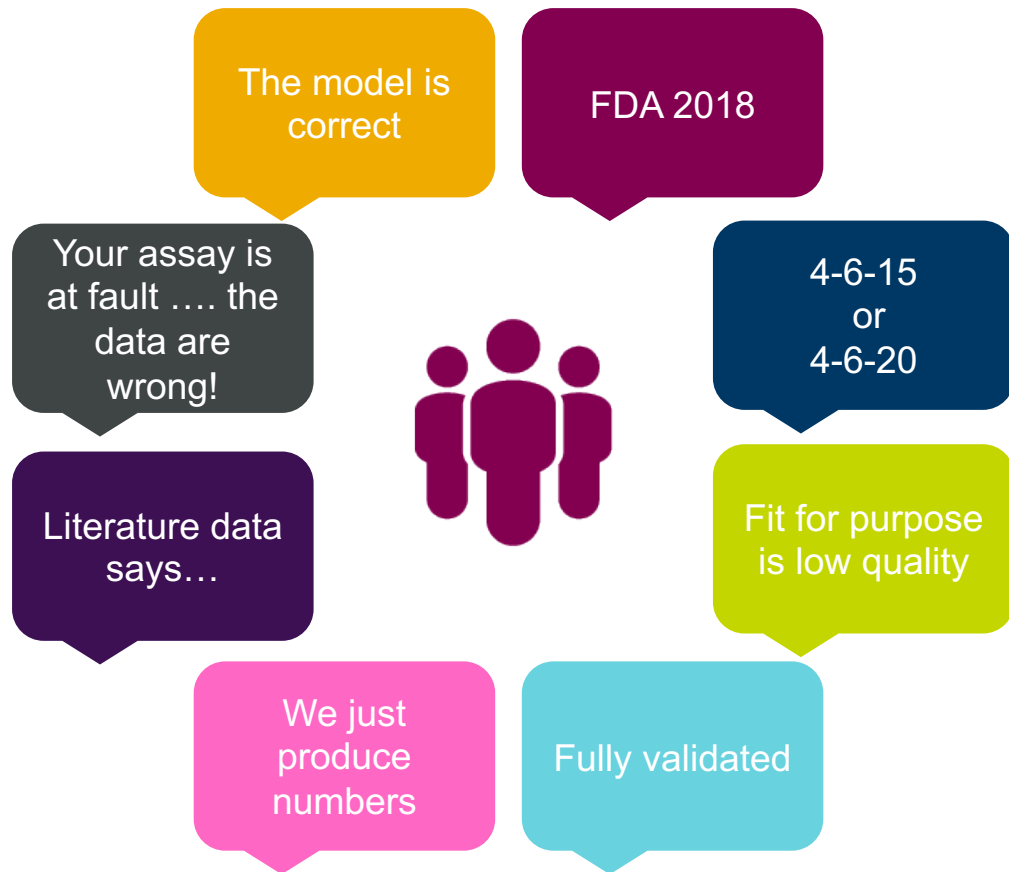 The model is
correct
FDA 2018
Your assay is
at fault .... the
data are
wrong!
4-6-15
or
4-6-20
Literature data
says…
Fit for purpose
is low quality
We just
produce
numbers
Fully validated